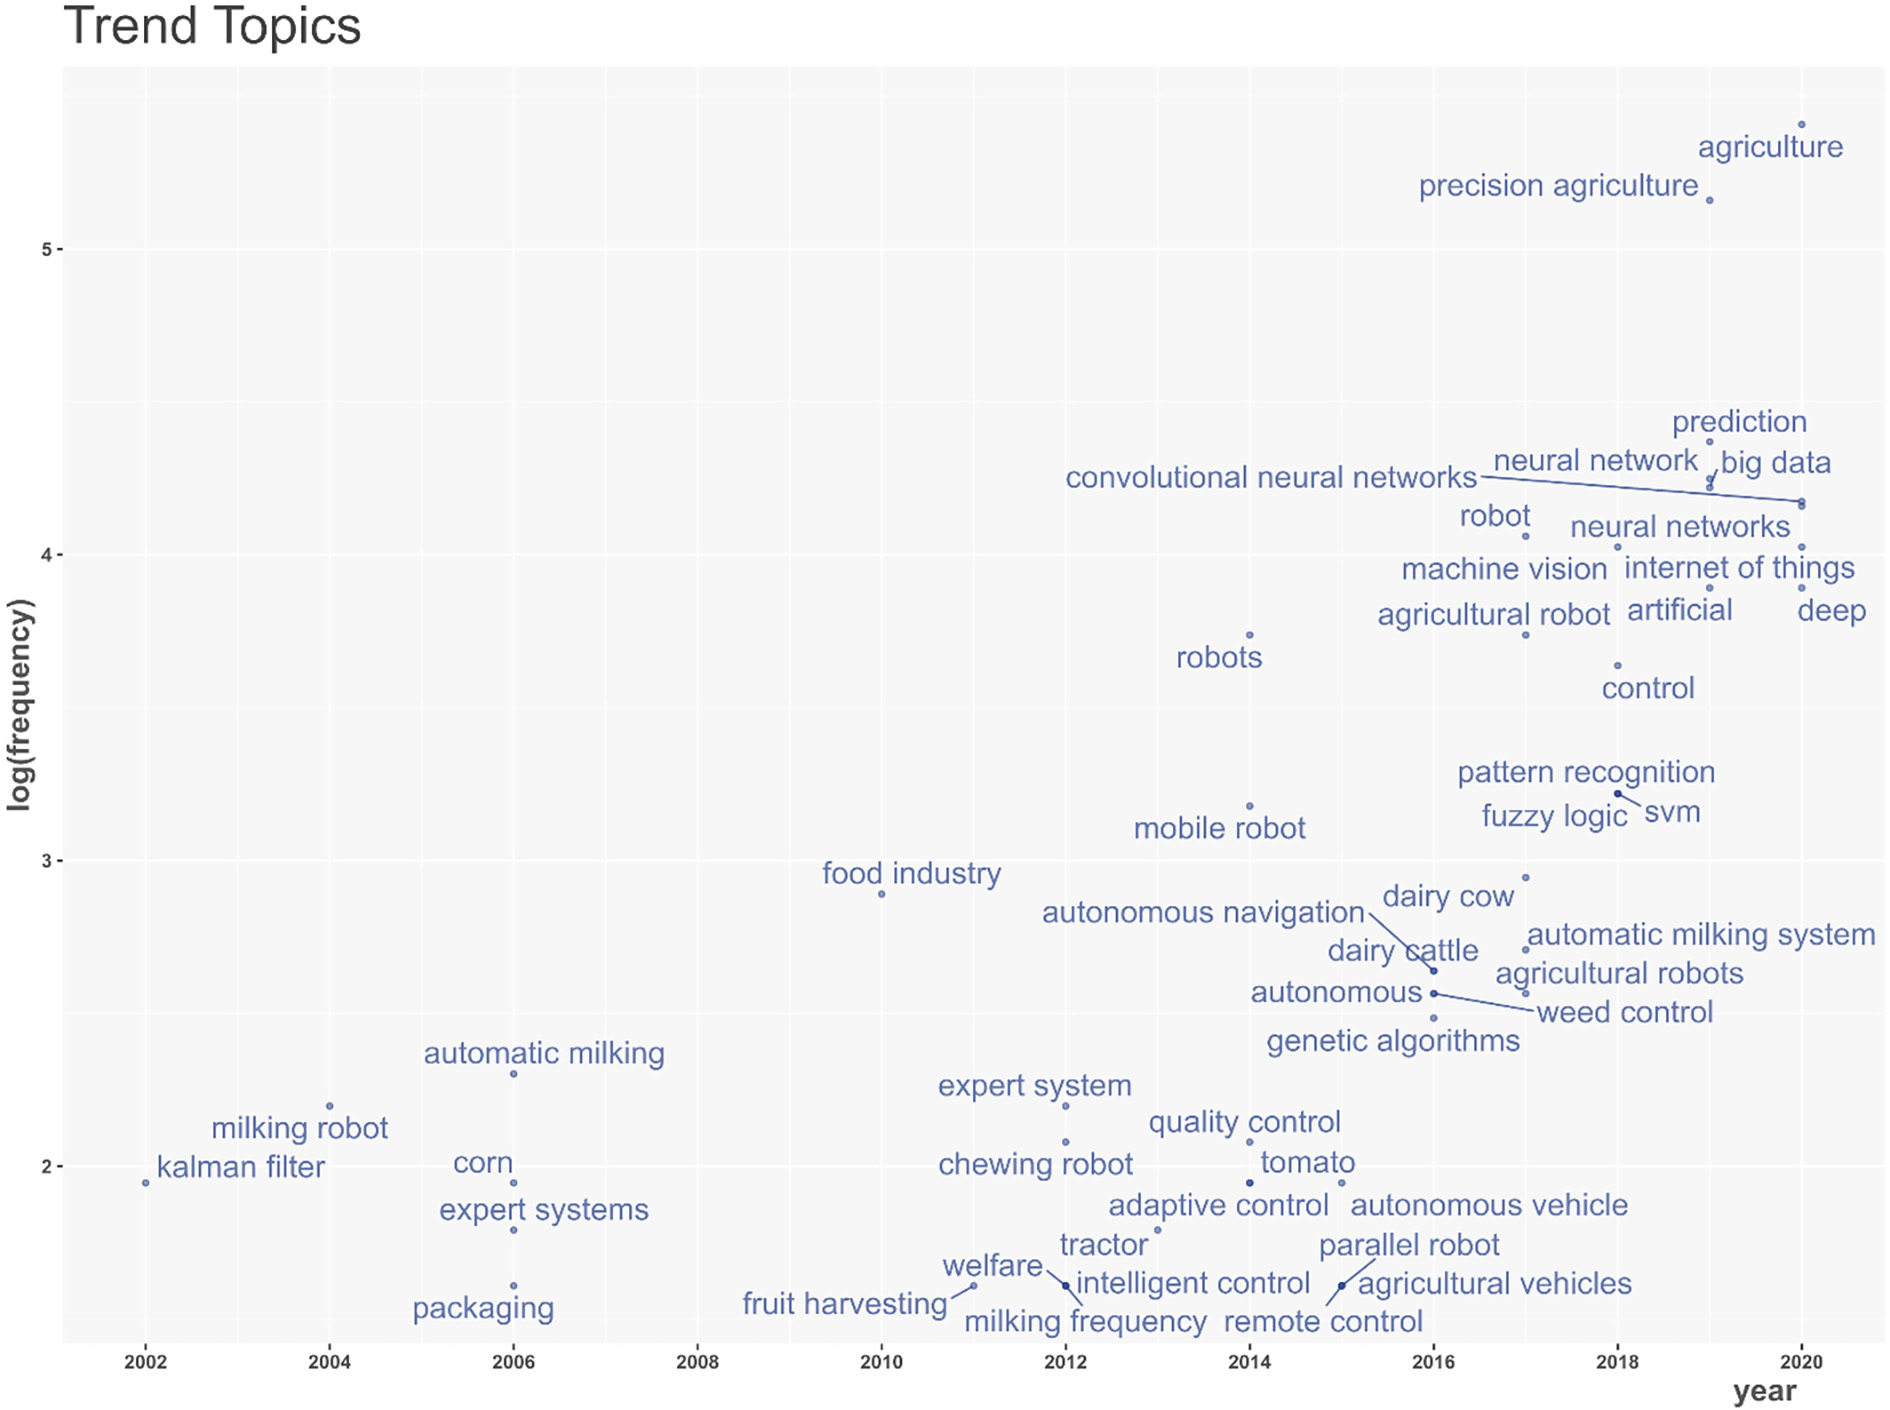 Trend Topics
agriculture
precision agriculture
5
prediction
neural network
big data
convolutional neural networks
robot
neural networks
4
machine vision
internet of things
agricultural robot
artificial
deep
robots
control
log(frequency)
pattern recognition
fuzzy logic
svm
mobile robot
3
food industry
dairy cow
autonomous navigation
automatic milking system
dairy cattle
agricultural robots
autonomous
weed control
genetic algorithms
automatic milking
expert system
milking robot
quality control
2
kalman filter
corn
chewing robot
tomato
expert systems
adaptive control
autonomous vehicle
tractor
parallel robot
welfare
intelligent control
agricultural vehicles
packaging
fruit harvesting
milking frequency
remote control
2002
2004
2006
2008
2010
2012
2014
2016
2018
2020
year